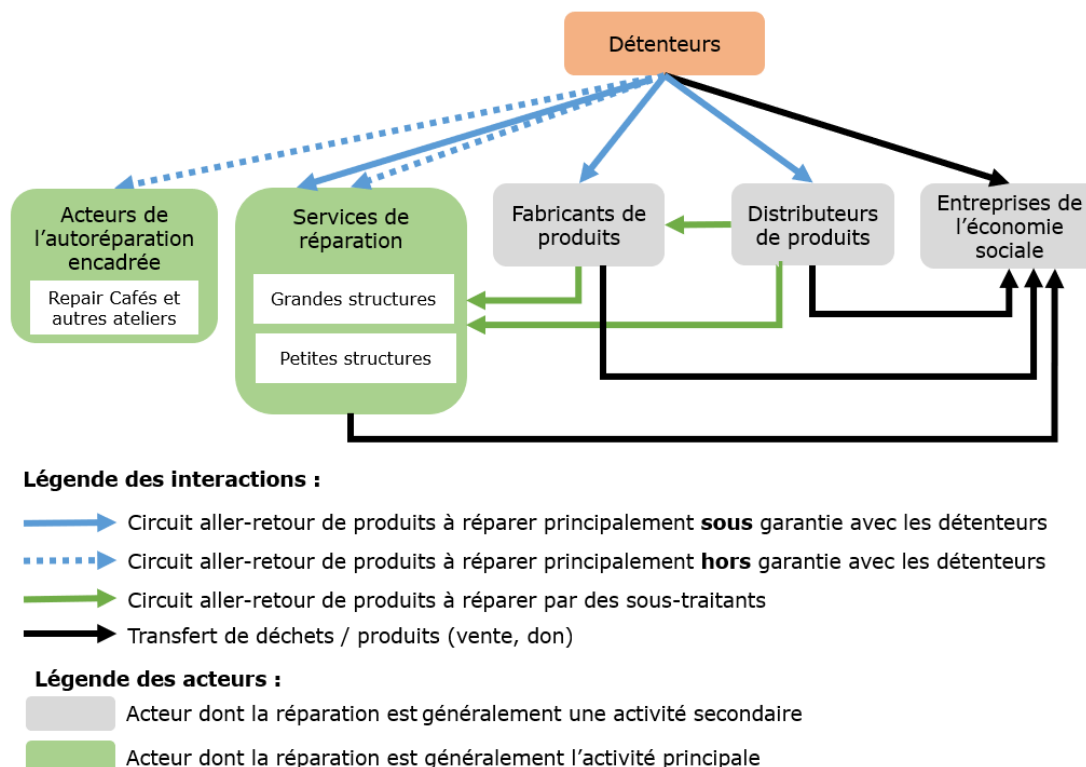 Détenteurs
Acteurs de
l'autoréparation
encadrée
Repair Cafés et
autres ateliers
Services de
réparation
Grandes structures
Petites structures
Fabricants de
produits
Distributeurs
de produits
Entreprises de
l'économie
sociale
Légende des interactions :
Circuit aller-retour de produits à réparer principalement sous garantie avec les détenteurs
Circuit aller-retour de produits à réparer principalement hors garantie avec les détenteurs
Circuit aller-retour de produits à réparer par des sous-traitants
Transfert de déchets / produits (vente, don)
Légende des acteurs :
Acteur dont la réparation est généralement une activité secondaire
Acteur dont la réparation est généralement l'activité principale